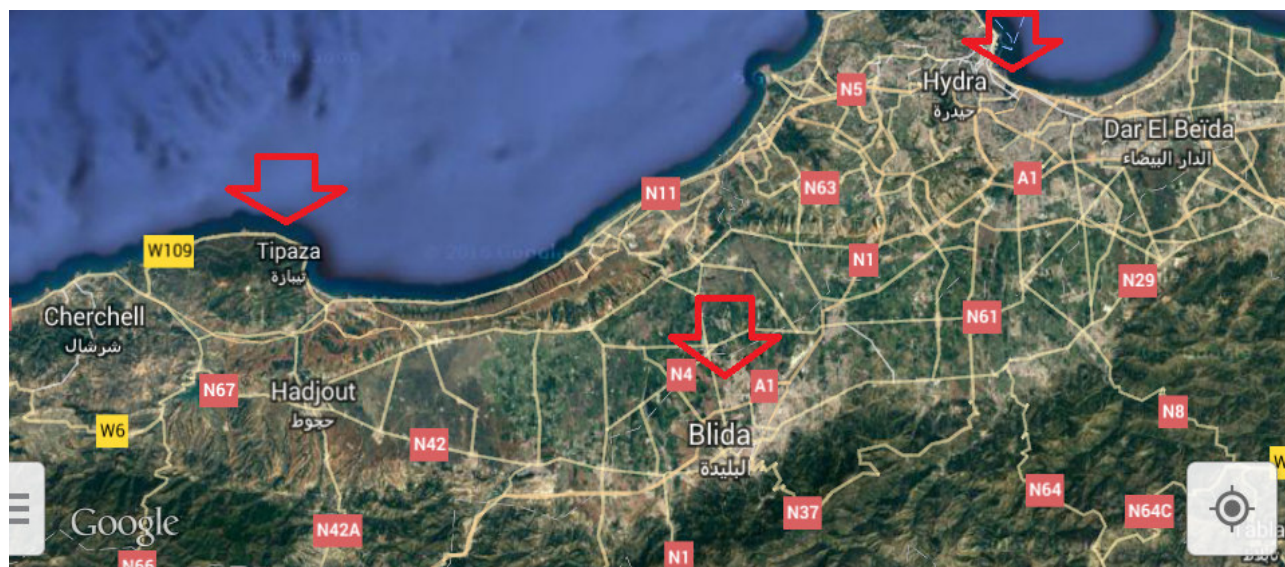 N5
Hydra
حيدرة
Dar El Beïda
الدار البيضاء
A1
N11
N63
W109
Tipaza
تيبازة
N1
N29
Cherchell
شرشال
N61
N4
A1
N67
Hadjout
حجوط
N8
W6
N42
Blida
البليدة
N64
N37
N64C
Google
N42A
N1
N66